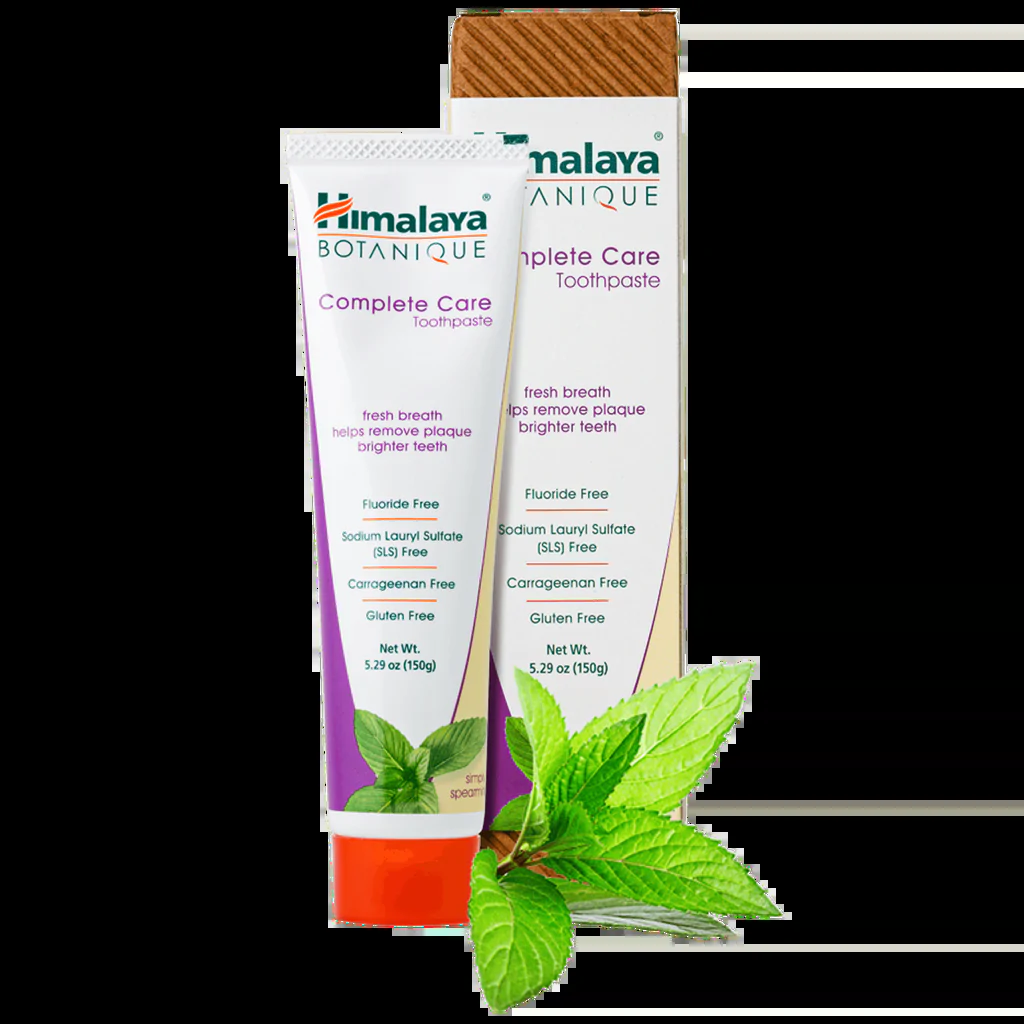 Himalaya®
BOTANIQUE
Complete Care
Toothpaste
fresh breath
helps remove plaque
brighter teeth
Fluoride Free
Sodium Lauryl Sulfate
(SLS) Free
Carrageenan Free
Gluten Free
Net Wt.
5.29 oz (150g)
malaya®
ANIQUE
nplete Care
Toothpaste
fresh breath
lps remove plaque
brighter teeth
Fluoride Free
Sodium Lauryl Sulfate
(SLS) Free
Carrageenan Free
Gluten Free
Net Wt.
5.29 oz (150g)